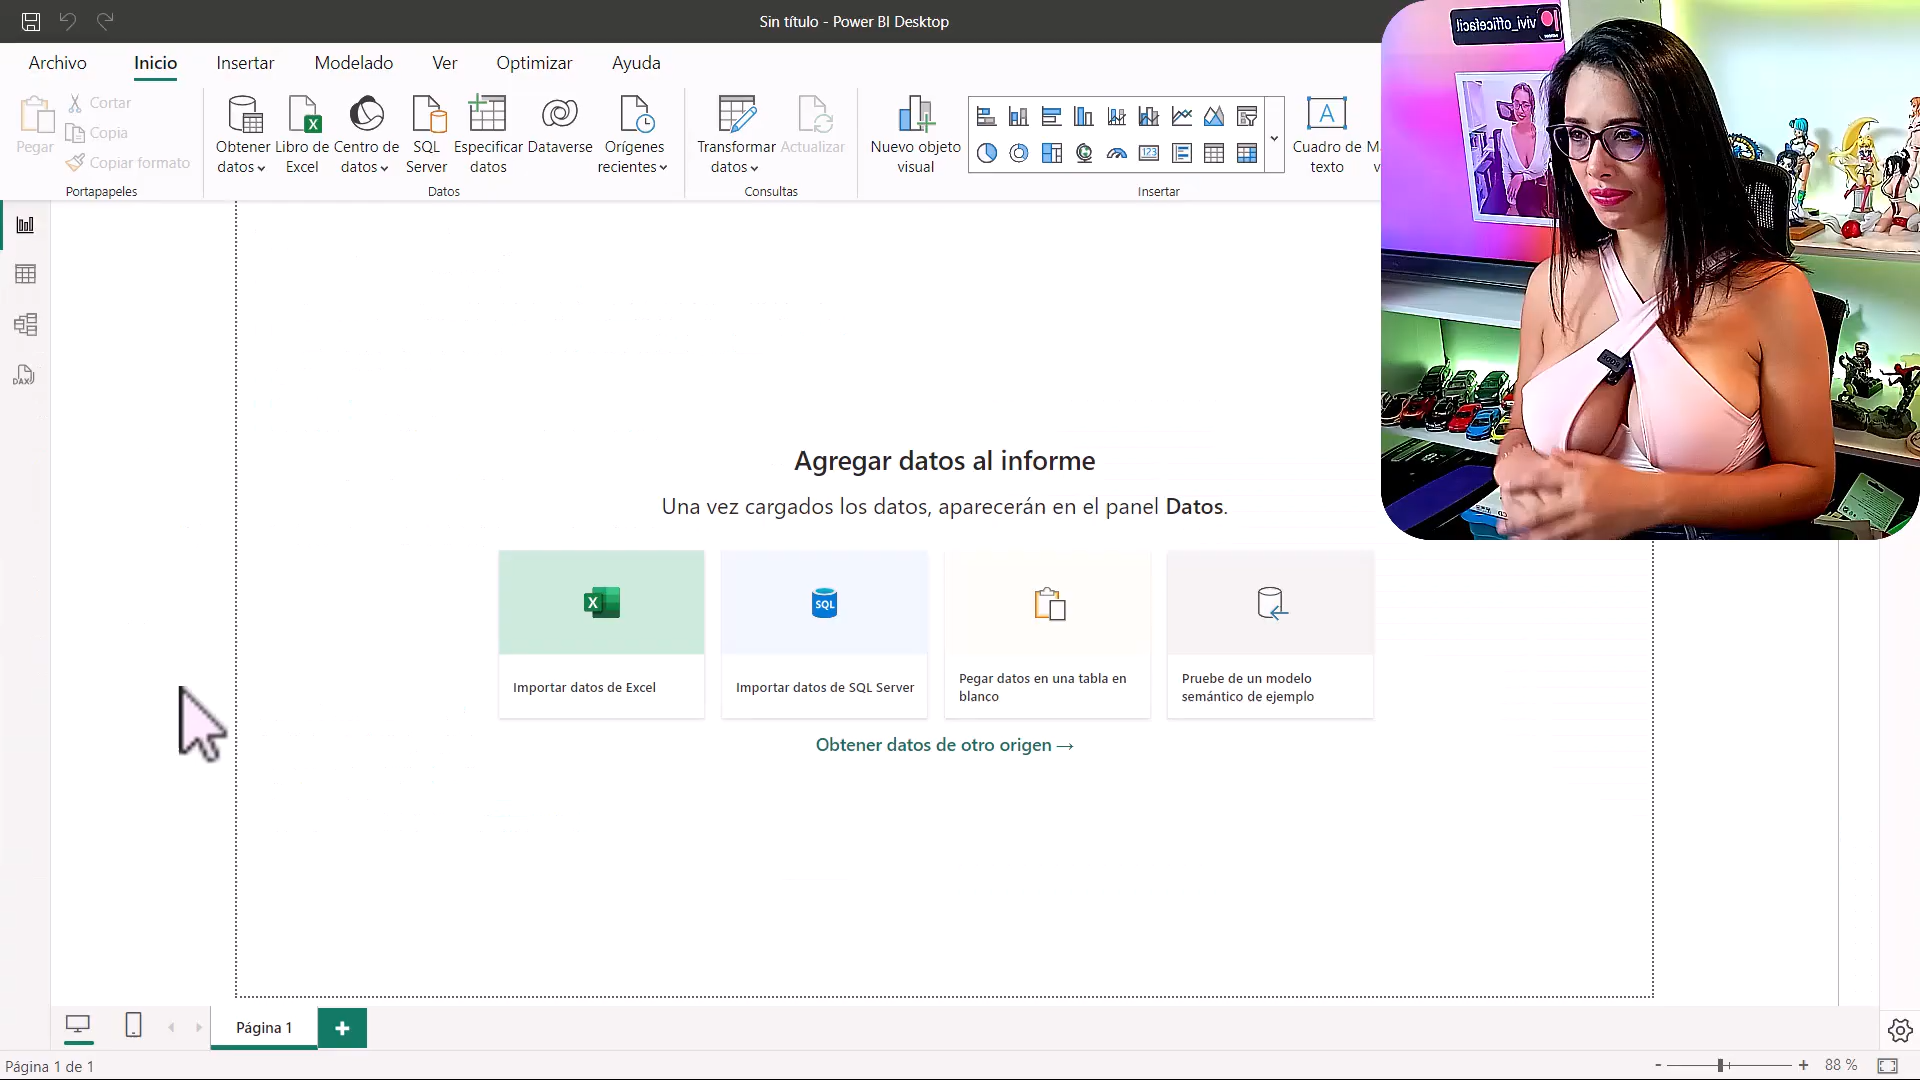 Sin título - Power BI Desktop
Archivo
Inicio
Insertar
Modelado
Ver
Optimizar
Ayuda
Pegar
Cortar
Copia
Copiar formato
Portapapeles
Obtener datos
Libro de Excel
Centro de datos
SQL Server
Especificar datos
Dataverse
Orígenes recientes
Datos
Transformar datos
Actualizar
Consultas
Nuevo objeto visual
123
Insertar
A
Cuadro de texto
vivi_officefacil
DAX
Agregar datos al informe
Una vez cargados los datos, aparecerán en el panel Datos.
X
SQL
Importar datos de Excel
Importar datos de SQL Server
Pegar datos en una tabla en
blanco
Pruebe de un modelo
semántico de ejemplo
Obtener datos de otro origen →
Página 1
Página 1 de 1
- + 88 %